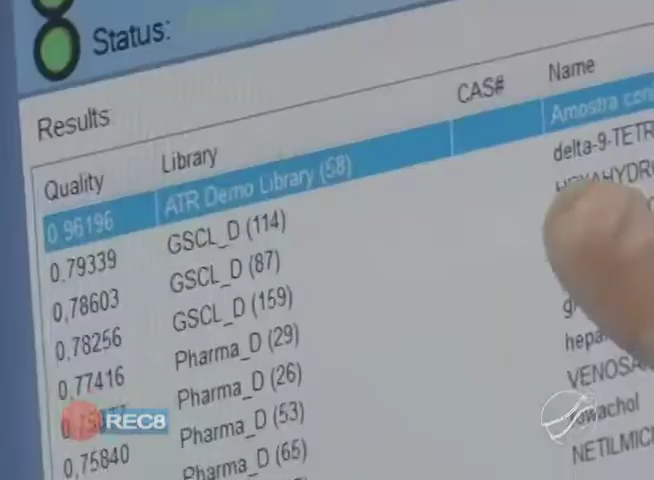 Status:
Results
Quality Library CAS# Name
0.96196 ATR Demo Library (58) Amostra
0,79339 GSCL_D (114) delta-9-TETR
0,78603 GSCL_D (87)
0,78256 GSCL_D (159)
0,77416 Pharma_D (29)
Pharma_D (26) hepa
0,75840 Pharma_D (53) VENOSA
Pharma_D (65) NETILMIC
REC8